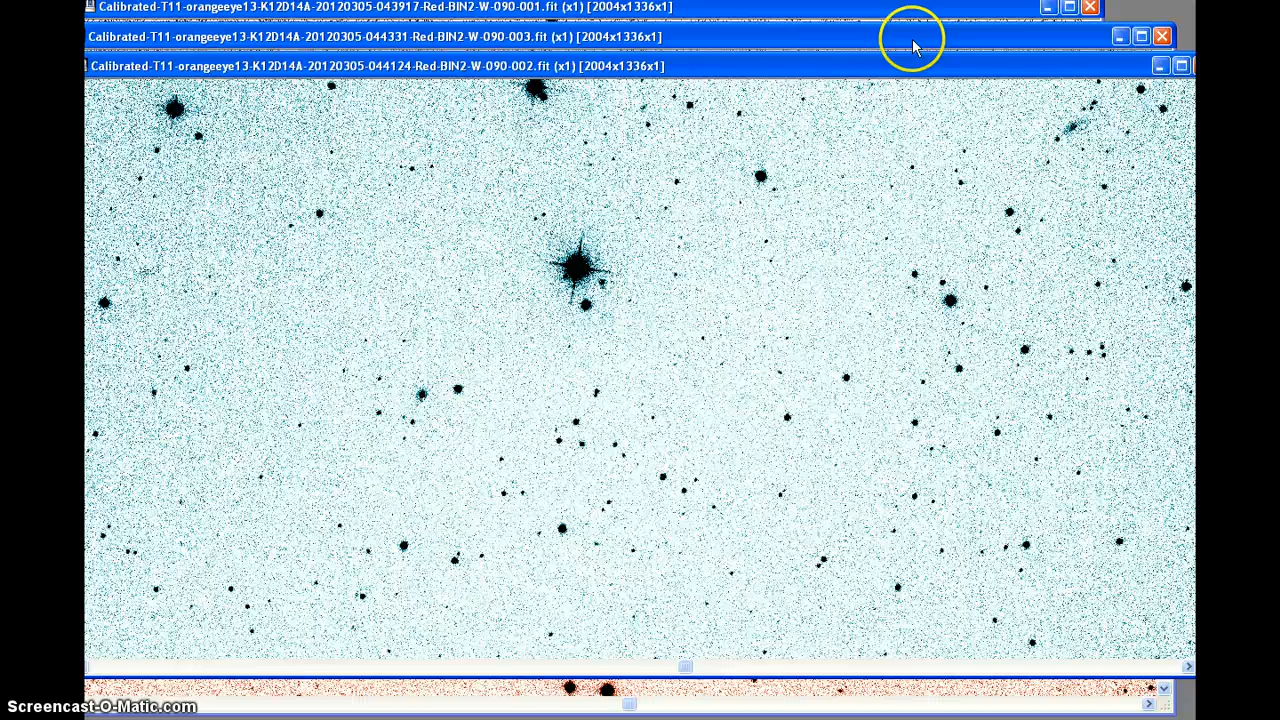 Calibrated-T11-orangeeye13-K12D14A-20120305-043917-Red-BIN2-W-090-001.fit (x1) [2004x1336x1]
Calibrated-T11-orangeeye13-K12D14A-20120305-044331-Red-BIN2-W-090-003.fit (x1) [2004x1336x1]
Calibrated-T11-orangeeye13-K12D14A-20120305-044124-Red-BIN2-W-090-002.fit (x1) [2004x1336x1]
Screencast-O-Matic.com